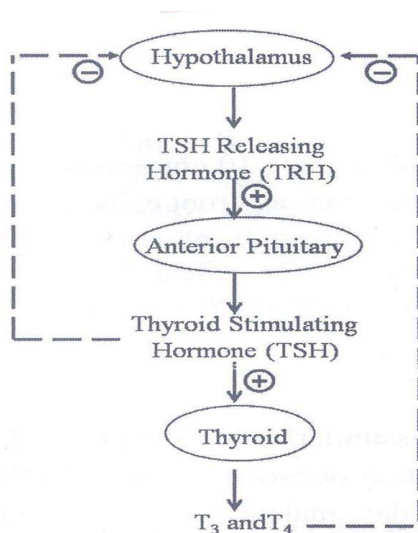 Hypothalamus
TSH Releasing
Hormone (TRH)
Anterior Pituitary
Thyroid Stimulating
Hormone (TSH)
Thyroid
T₃ andT₄